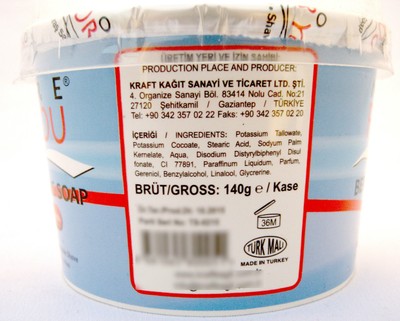 ÜRETİM YERİ VE İZİN SAHİBİ
PRODUCTION PLACE AND PRODUCER:
KRAFT KAĞIT SANAYİ VE TİCARET LTD. ŞTİ.
4. Organize Sanayi Böl. 83414 Nolu Cad. No:21
27120 Şehitkamil / Gaziantep / TÜRKİYE
Tel: +90 342 357 02 22 Faks: +90 342 357 02 20
İÇERİĞİ / INGREDIENTS: Potassium Tallowate,
Potassium Cocoate, Stearic Acid, Sodyum Palm
Kernelate, Aqua, Disodium Distyrylbiphenyl Disul-
fonate, CI 77891, Paraffinum Liquidum, Parfum,
Gereniol, Benzylalcohol, Linalool, Glycerine.
BRÜT/GROSS: 140g e / Kase
36M
TÜRK MALI
MADE IN TURKEY
SOAP